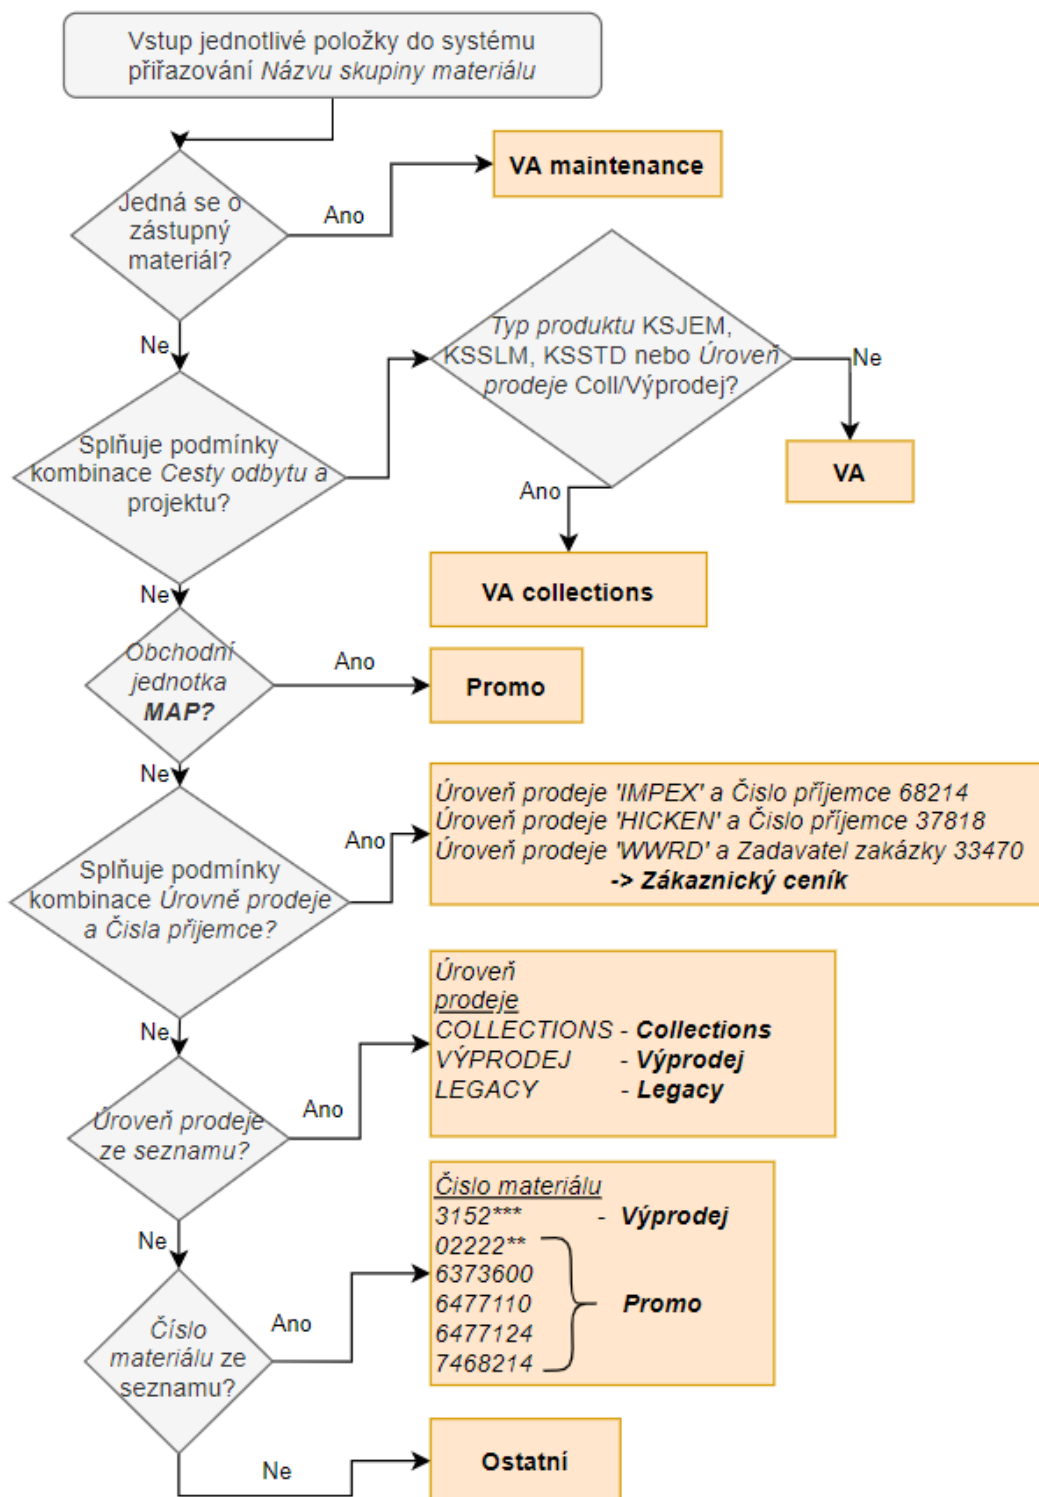 Vstup jednotlivé položky do systému
přiřazování Názvu skupiny materiálu
VA maintenance
Jedná se o
zástupný
materiál?
Ano
Ne
Typ produktu KSJEM,
KSSLM, KSSTD nebo Úroveň
prodeje Coll/Výprodej?
Ne
VA
Ano
VA collections
Splňuje podmínky
kombinace Cesty odbytu a
projektu?
Ne
Obchodní
jednotka
MAP?
Ano
Promo
Ne
Splňuje podmínky
kombinace Úrovně prodeje
a Čisla přijemce?
Ano
Úroveň prodeje 'IMPEX' a Čislo příjemce 68214
Úroveň prodeje 'HICKEN' a Čislo příjemce 37818
Úroveň prodeje 'WWRD' a Zadavatel zakázky 33470
-> Zákaznický ceník
Ne
Úroveň prodeje
ze seznamu?
Ano
Úroveň
prodeje
COLLECTIONS - Collections
VÝPRODEJ - Výprodej
LEGACY - Legacy
Ne
Číslo
materiálu ze
seznamu?
Ano
Čislo materiálu
3152*** - Výprodej
02222**
6373600
6477110 Promo
6477124
7468214
Ne
Ostatní